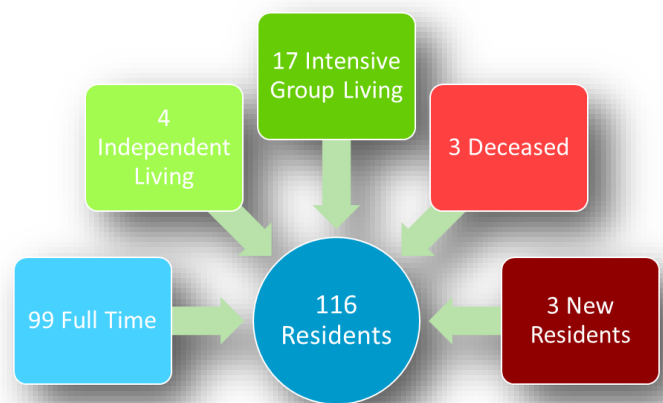 17 Intensive
Group Living
4
Independent
Living
3 Deceased
99 Full Time
116
Residents
3 New
Residents